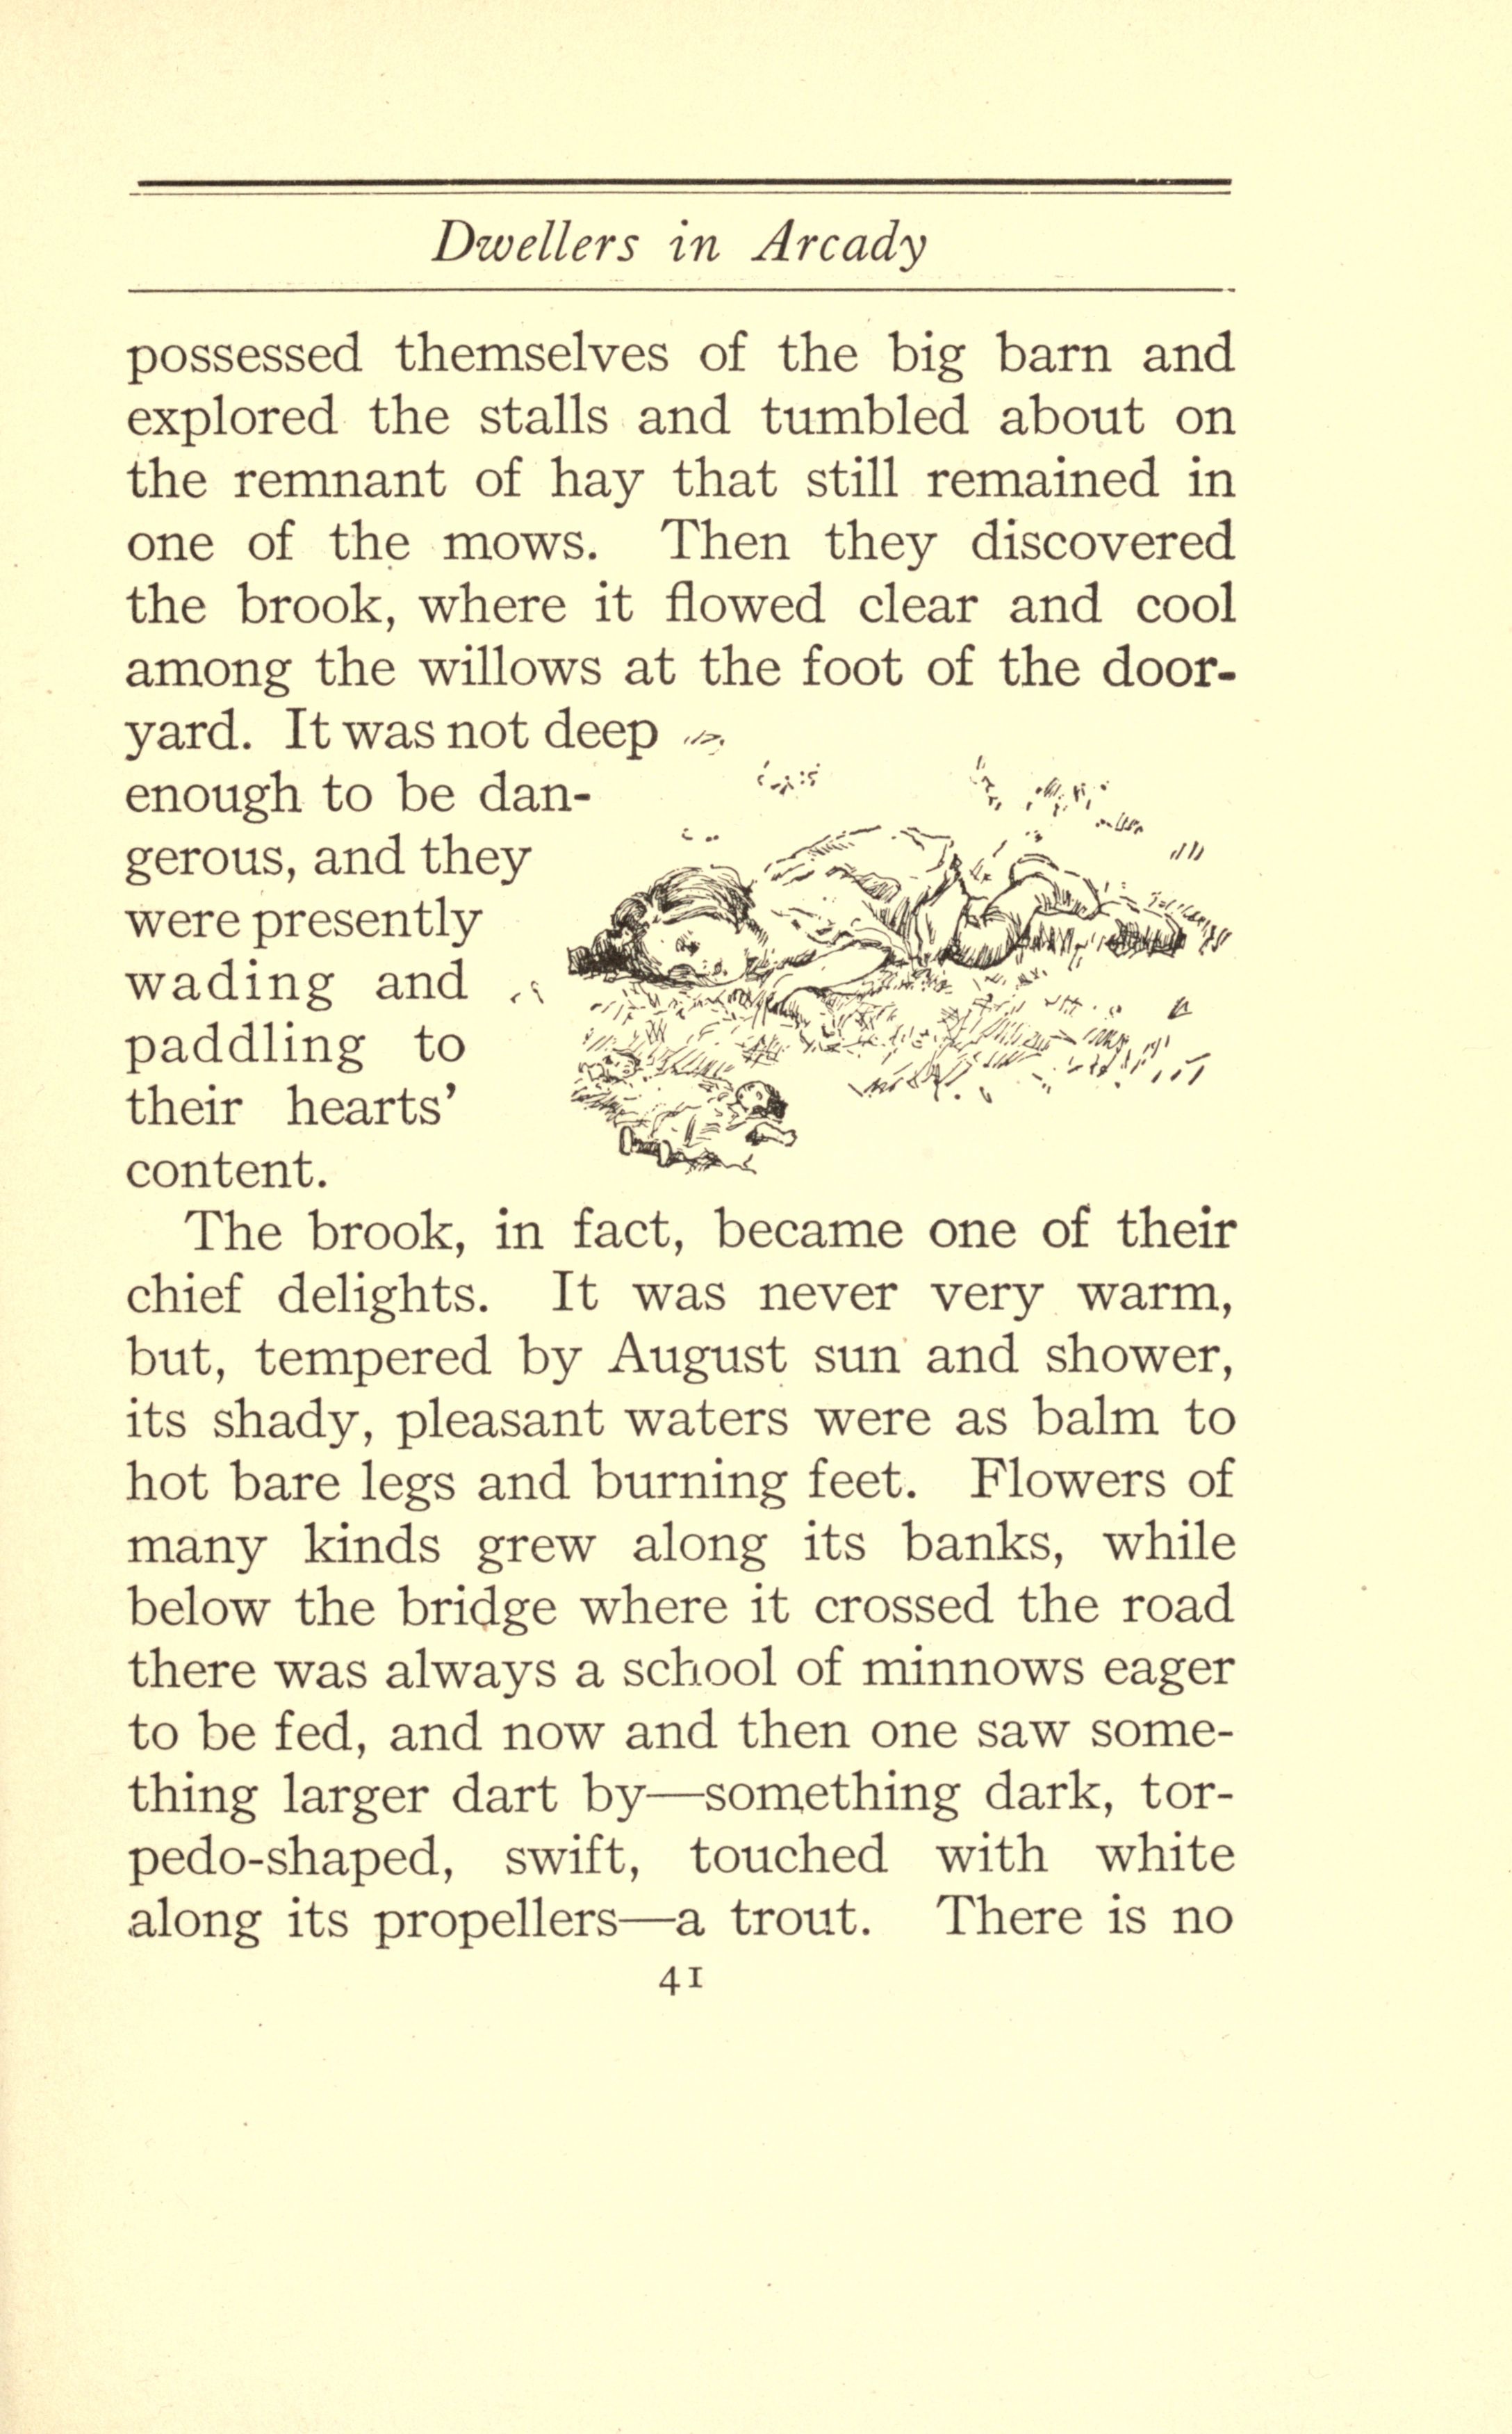 Dwellers in Arcady
possessed themselves of the big barn and
explored the stalls and tumbled about on
the remnant of hay that still remained in
one of the mows. Then they discovered
the brook, where it flowed clear and cool
among the willows at the foot of the door-
yard. It was not deep
enough to be dan-
gerous, and they
were presently
wading and
paddling to
their hearts’
content.
The brook, in fact, became one of their
chief delights. It was never very warm,
but, tempered by August sun and shower,
its shady, pleasant waters were as balm to
hot bare legs and burning feet. Flowers of
many kinds grew along its banks, while
below the bridge where it crossed the road
there was always a school of minnows eager
to be fed, and now and then one saw some-
thing larger dart by—something dark, tor-
pedo-shaped, swift, touched with white
along its propellers—a trout. There is no
41